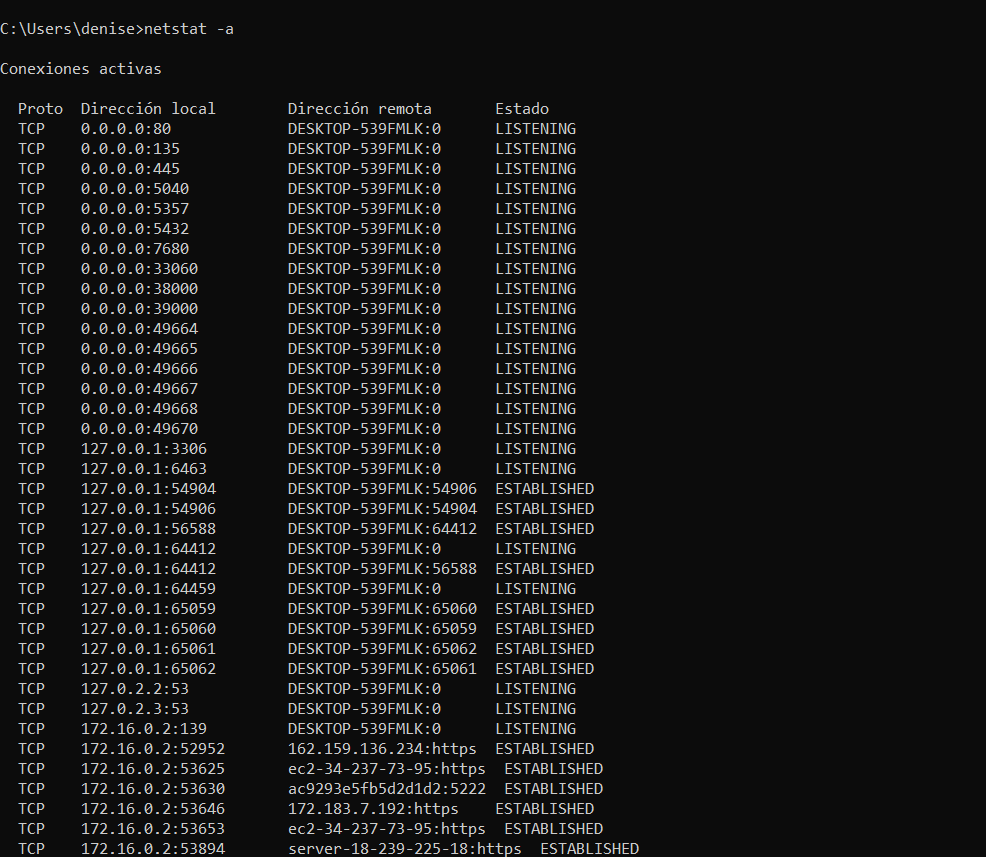 C:\Users\denise>netstat -a
Conexiones activas
Proto Dirección local Dirección remota Estado
TCP 0.0.0.0:80 DESKTOP-539FMLK:0 LISTENING
TCP 0.0.0.0:135 DESKTOP-539FMLK:0 LISTENING
TCP 0.0.0.0:445 DESKTOP-539FMLK:0 LISTENING
TCP 0.0.0.0:5040 DESKTOP-539FMLK:0 LISTENING
TCP 0.0.0.0:5357 DESKTOP-539FMLK:0 LISTENING
TCP 0.0.0.0:5432 DESKTOP-539FMLK:0 LISTENING
TCP 0.0.0.0:7680 DESKTOP-539FMLK:0 LISTENING
TCP 0.0.0.0:33060 DESKTOP-539FMLK:0 LISTENING
TCP 0.0.0.0:38000 DESKTOP-539FMLK:0 LISTENING
TCP 0.0.0.0:39000 DESKTOP-539FMLK:0 LISTENING
TCP 0.0.0.0:49664 DESKTOP-539FMLK:0 LISTENING
TCP 0.0.0.0:49665 DESKTOP-539FMLK:0 LISTENING
TCP 0.0.0.0:49666 DESKTOP-539FMLK:0 LISTENING
TCP 0.0.0.0:49667 DESKTOP-539FMLK:0 LISTENING
TCP 0.0.0.0:49668 DESKTOP-539FMLK:0 LISTENING
TCP 0.0.0.0:49670 DESKTOP-539FMLK:0 LISTENING
TCP 127.0.0.1:3306 DESKTOP-539FMLK:0 LISTENING
TCP 127.0.0.1:6463 DESKTOP-539FMLK:0 LISTENING
TCP 127.0.0.1:54904 DESKTOP-539FMLK:54906 ESTABLISHED
TCP 127.0.0.1:54906 DESKTOP-539FMLK:54904 ESTABLISHED
TCP 127.0.0.1:56588 DESKTOP-539FMLK:64412 ESTABLISHED
TCP 127.0.0.1:64412 DESKTOP-539FMLK:0 LISTENING
TCP 127.0.0.1:64412 DESKTOP-539FMLK:56588 ESTABLISHED
TCP 127.0.0.1:64459 DESKTOP-539FMLK:0 LISTENING
TCP 127.0.0.1:65059 DESKTOP-539FMLK:65060 ESTABLISHED
TCP 127.0.0.1:65060 DESKTOP-539FMLK:65059 ESTABLISHED
TCP 127.0.0.1:65061 DESKTOP-539FMLK:65062 ESTABLISHED
TCP 127.0.0.1:65062 DESKTOP-539FMLK:65061 ESTABLISHED
TCP 127.0.2.2:53 DESKTOP-539FMLK:0 LISTENING
TCP 127.0.2.3:53 DESKTOP-539FMLK:0 LISTENING
TCP 172.16.0.2:139 DESKTOP-539FMLK:0 LISTENING
TCP 172.16.0.2:52952 162.159.136.234:https ESTABLISHED
TCP 172.16.0.2:53625 ec2-34-237-73-95:https ESTABLISHED
TCP 172.16.0.2:53630 ac9293e5fb5d2d1d2:5222 ESTABLISHED
TCP 172.16.0.2:53646 172.183.7.192:https ESTABLISHED
TCP 172.16.0.2:53653 ec2-34-237-73-95:https ESTABLISHED
TCP 172.16.0.2:53894 server-18-239-225-18:https ESTABLISHED